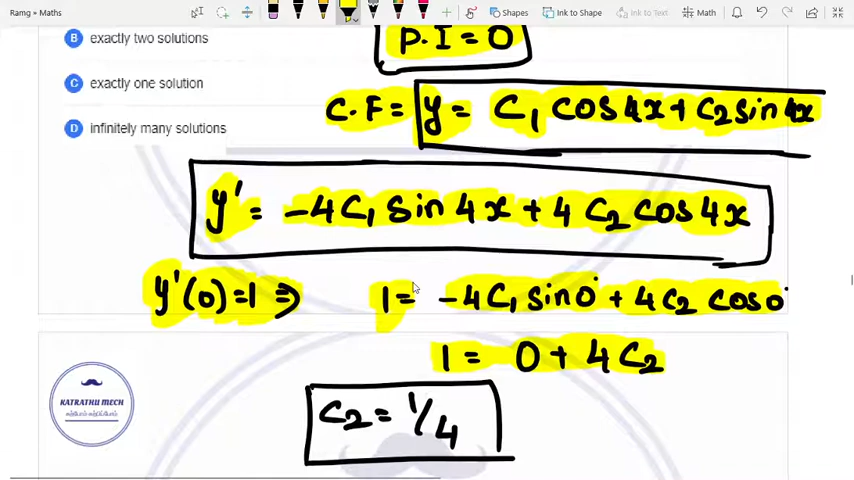 Ramg » Maths
Shapes
Ink to Shape
Ink to Text
Math
B exactly two solutions
P.I = 0
C exactly one solution
C.F = y = C1 cos 4x + C2 sin 4x
D infinitely many solutions
y' = -4C1 sin 4x + 4 C2 cos 4x
y'(0)=1 ⇒ 1 = -4C1 sin 0° + 4C2 cos 0°
1 = 0 + 4 C2
KATRATHU MECH
C2 = 1/4